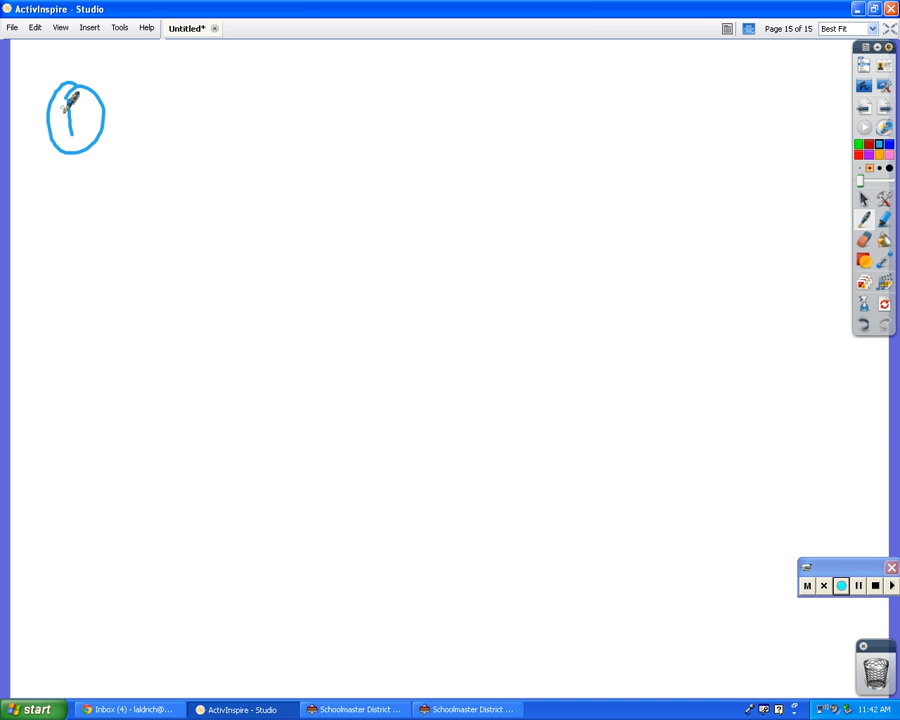 ActivInspire - Studio
File Edit View Insert Tools Help Untitled* Page 15 of 15 Best Fit
1
M
start Inbox (4) - laldrich@... ActivInspire - Studio Schoolmaster District ... Schoolmaster District ... 11:42 AM